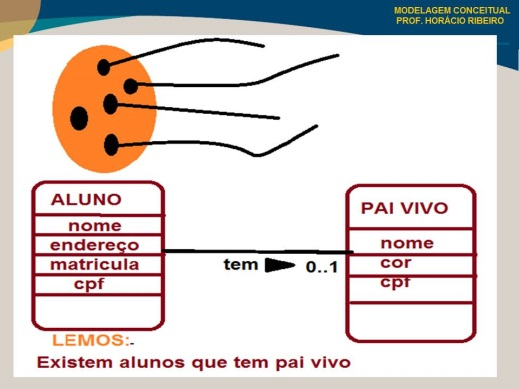 MODELAGEM CONCEITUAL
PROF. HORÁCIO RIBEIRO
ALUNO
nome
endereço
matricula
cpf
tem
0..1
PAI VIVO
nome
cor
cpf
LEMOS:-
Existem alunos que tem pai vivo